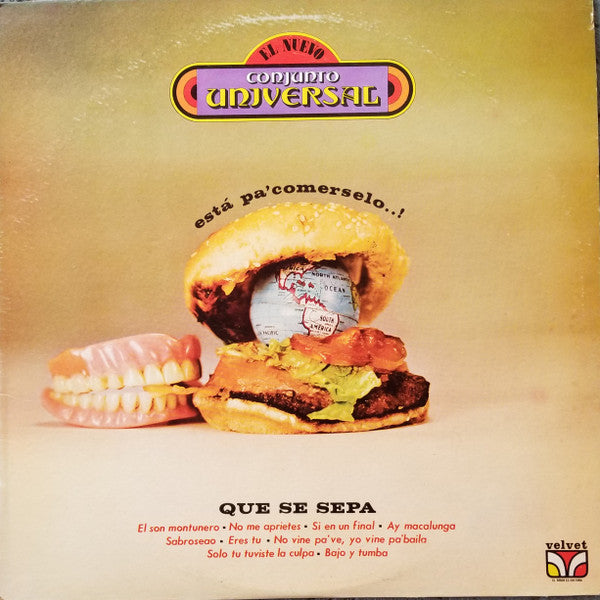 EL NUEVO
CONJUNTO
UNIVERSAL
está pa'comerselo..!
NORTH ATLANTIC
OCEAN
SOUTH
AMERICA
PACIFIC
QUE SE SEPA
El son montunero • No me aprietes • Si en un final • Ay macalunga
Sabroseao • Eres tu • No vine pa've, yo vine pa'baila
Solo tu tuviste la culpa • Bajo y tumba
velvet